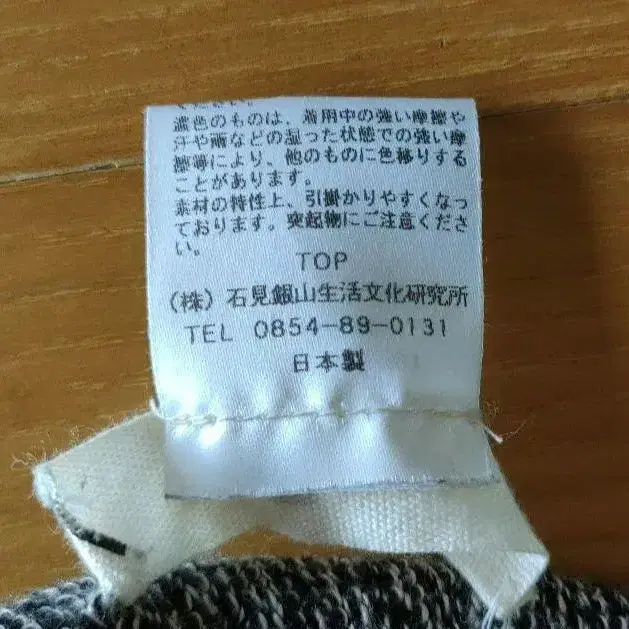 ください。
濃色のものは、着用中の強い摩擦や
汗や雨などの湿った状態での強い摩
擦等により、他のものに色移りする
ことがあります。
素材の特性上、引掛かりやすくなっ
ております。突起物にご注意くださ
い。
TOP
（株）石見銀山生活文化研究所
TEL 0854-89-0131
日本製